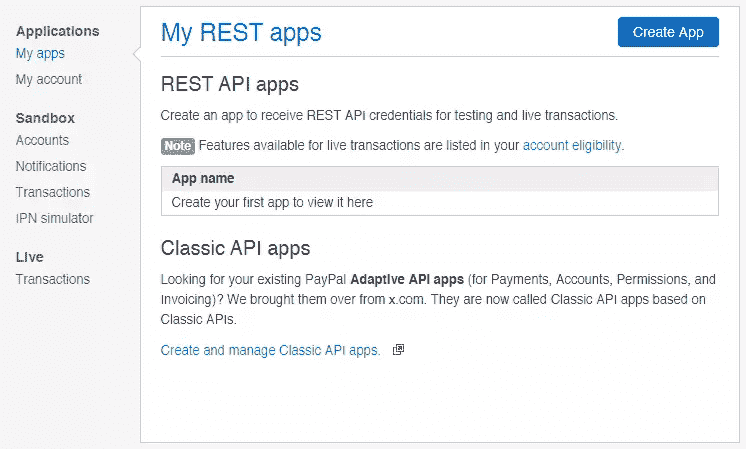 Applications
My apps
My account
Sandbox
Accounts
Notifications
Transactions
IPN simulator
Live
Transactions
My REST apps
Create App
REST API apps
Create an app to receive REST API credentials for testing and live transactions.
Note Features available for live transactions are listed in your account eligibility.
App name
Create your first app to view it here
Classic API apps
Looking for your existing PayPal Adaptive API apps (for Payments, Accounts, Permissions, and
Invoicing)? We brought them over from x.com. They are now called Classic API apps based on
Classic APIs.
Create and manage Classic API apps.